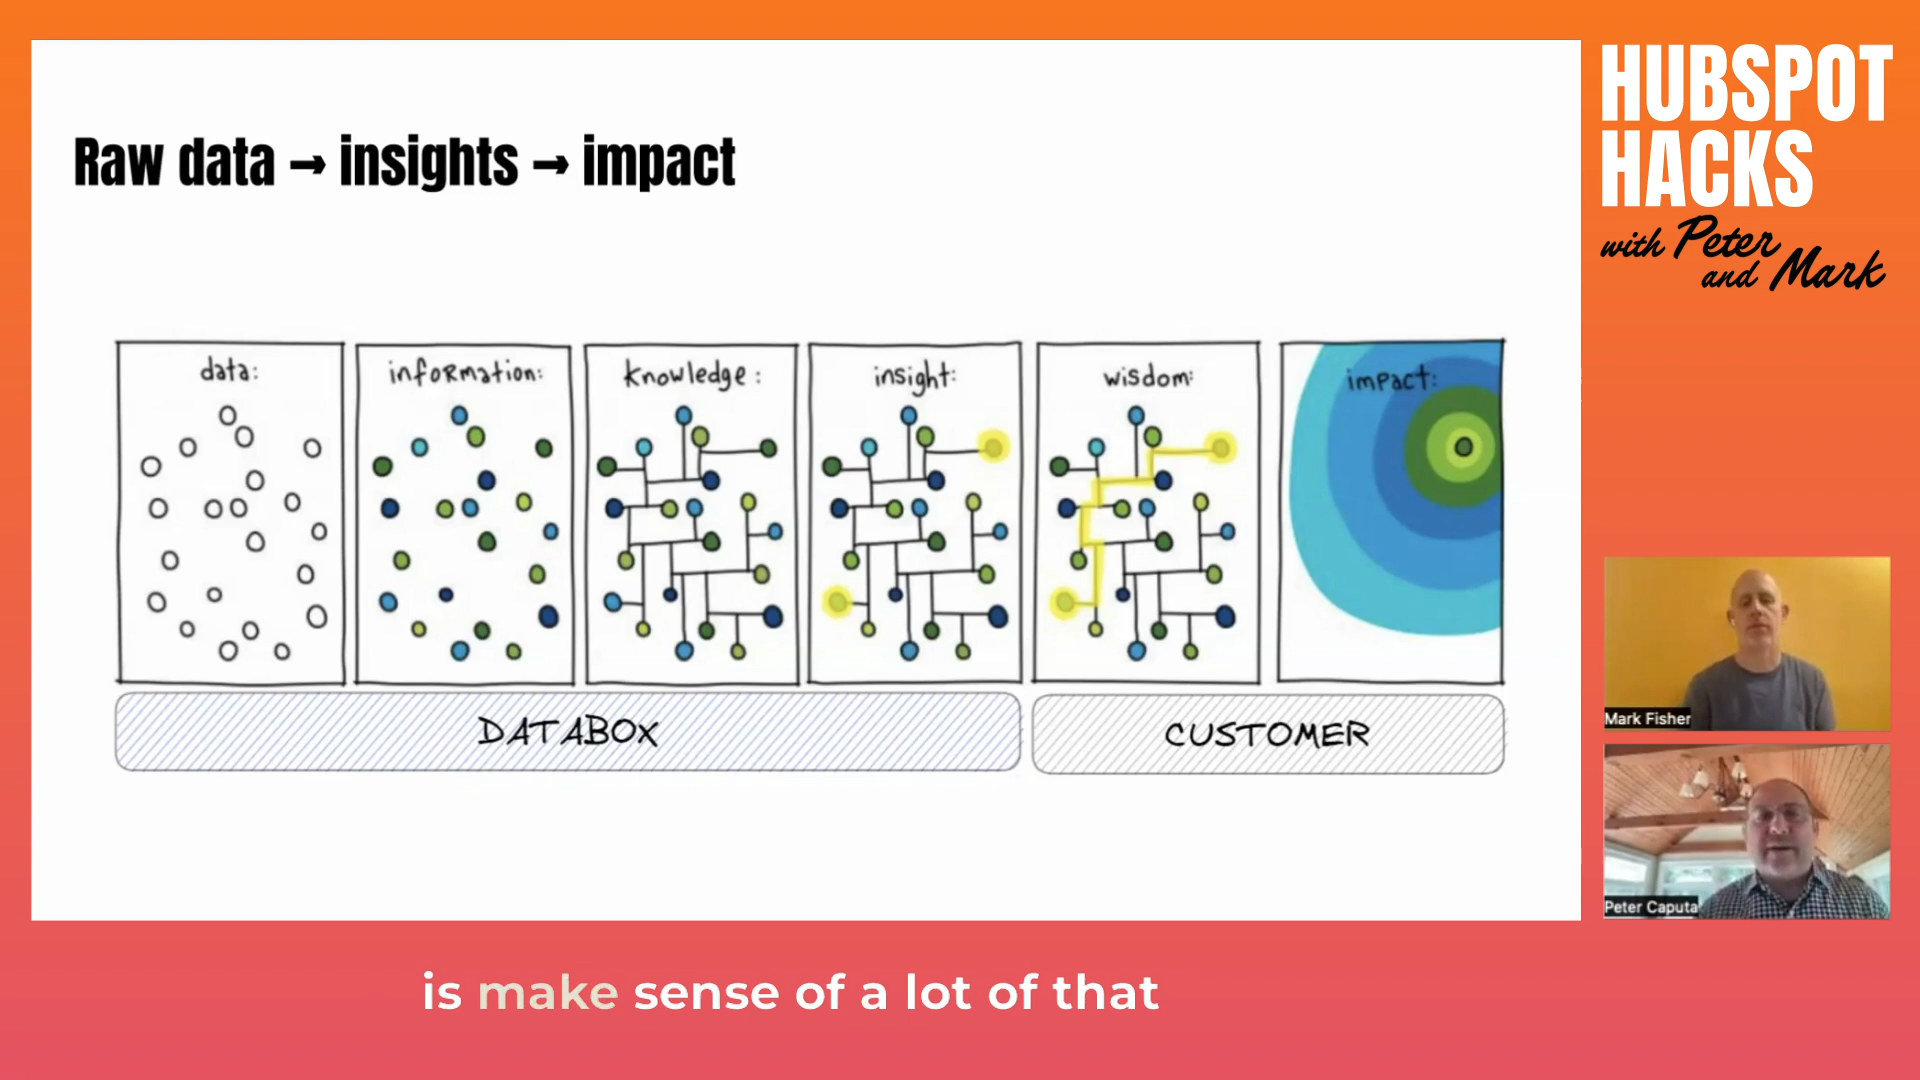 HUBSPOT
HACKS
with Peter
and Mark
Raw data → insights → impact
data:
information:
knowledge:
insight:
wisdom:
impact:
DATABOX
CUSTOMER
Mark Fisher
Peter Caputa
is make sense of a lot of that